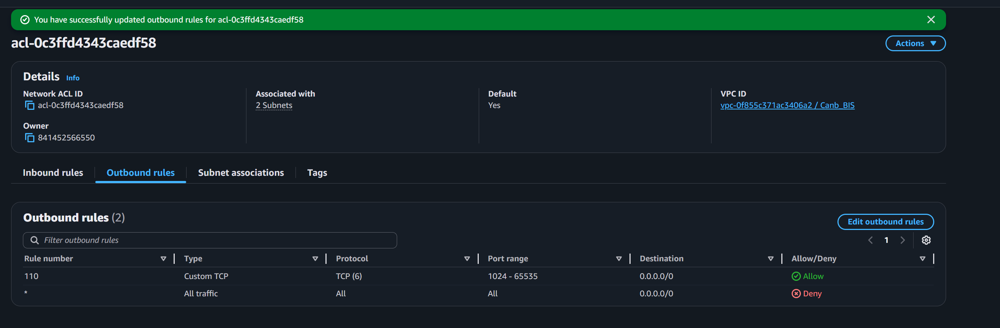 You have successfully updated outbound rules for acl-0c3ffd4343caedf58
acl-0c3ffd4343caedf58
Actions
Details Info
Network ACL ID
acl-0c3ffd4343caedf58
Associated with
2 Subnets
Default
Yes
VPC ID
vpc-0f855c371ac3406a2 / Canb_BIS
Owner
841452566550
Inbound rules Outbound rules Subnet associations Tags
Outbound rules (2)
Edit outbound rules
Filter outbound rules
1
Rule number Type Protocol Port range Destination Allow/Deny
110 Custom TCP TCP (6) 1024 - 65535 0.0.0.0/0 Allow
* All traffic All All 0.0.0.0/0 Deny